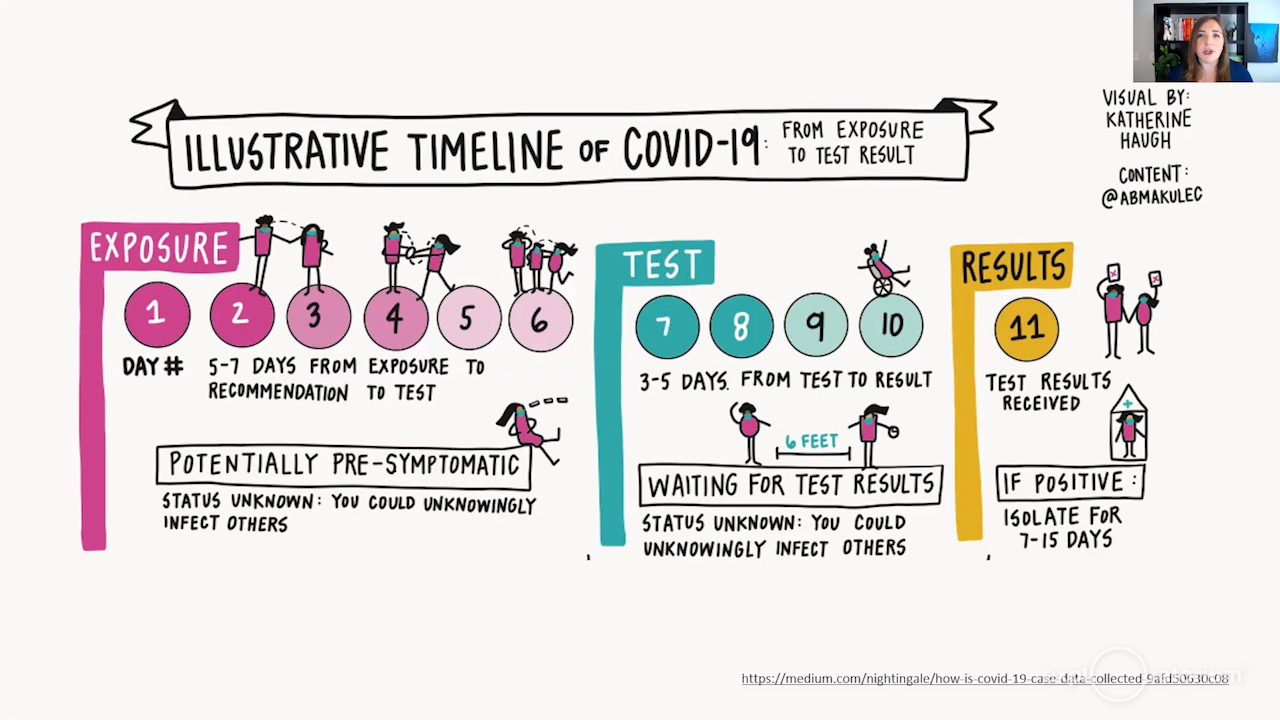 VISUAL BY:
KATHERINE
HAUGH
CONTENT:
@ABMAKULEC
ILLUSTRATIVE TIMELINE OF COVID-19: FROM EXPOSURE
TO TEST RESULT
EXPOSURE
1 2 3 4 5 6
DAY # 5-7 DAYS FROM EXPOSURE TO
RECOMMENDATION TO TEST
POTENTIALLY PRE-SYMPTOMATIC
STATUS UNKNOWN: YOU COULD UNKNOWINGLY
INFECT OTHERS
TEST
7 8 9 10
3-5 DAYS. FROM TEST TO RESULT
6 FEET
WAITING FOR TEST RESULTS
STATUS UNKNOWN: YOU COULD
UNKNOWINGLY INFECT OTHERS
RESULTS
11
TEST RESULTS
RECEIVED
IF POSITIVE:
ISOLATE FOR
7-15 DAYS
https://medium.com/nightingale/how-is-covid-19-case-data-collected-9afd50630c08
exploratorium